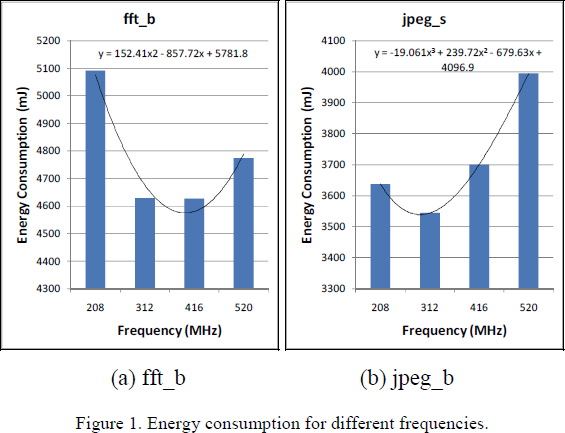 fft_b
y = 152.41x2 - 857.72x + 5781.8
5200
5100
5000
4900
4800
4700
4600
4500
4400
4300
Energy Consumption (mJ)
208 312 416 520
Frequency (MHz)
jpeg_s
y = -19.061x³ + 239.72x² - 679.63x +
4096.9
4100
4000
3900
3800
3700
3600
3500
3400
3300
Energy Consumption (mJ)
208 312 416 520
Frequency (MHz)
(a) fft_b
(b) jpeg_b
Figure 1. Energy consumption for different frequencies.